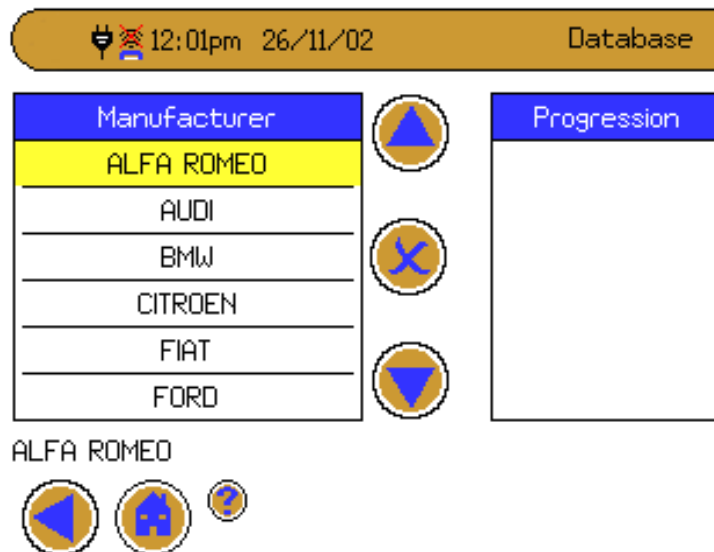 12:01pm 26/11/02 Database
Manufacturer
ALFA ROMEO
AUDI
BMW
CITROEN
FIAT
FORD
Progression
ALFA ROMEO
?